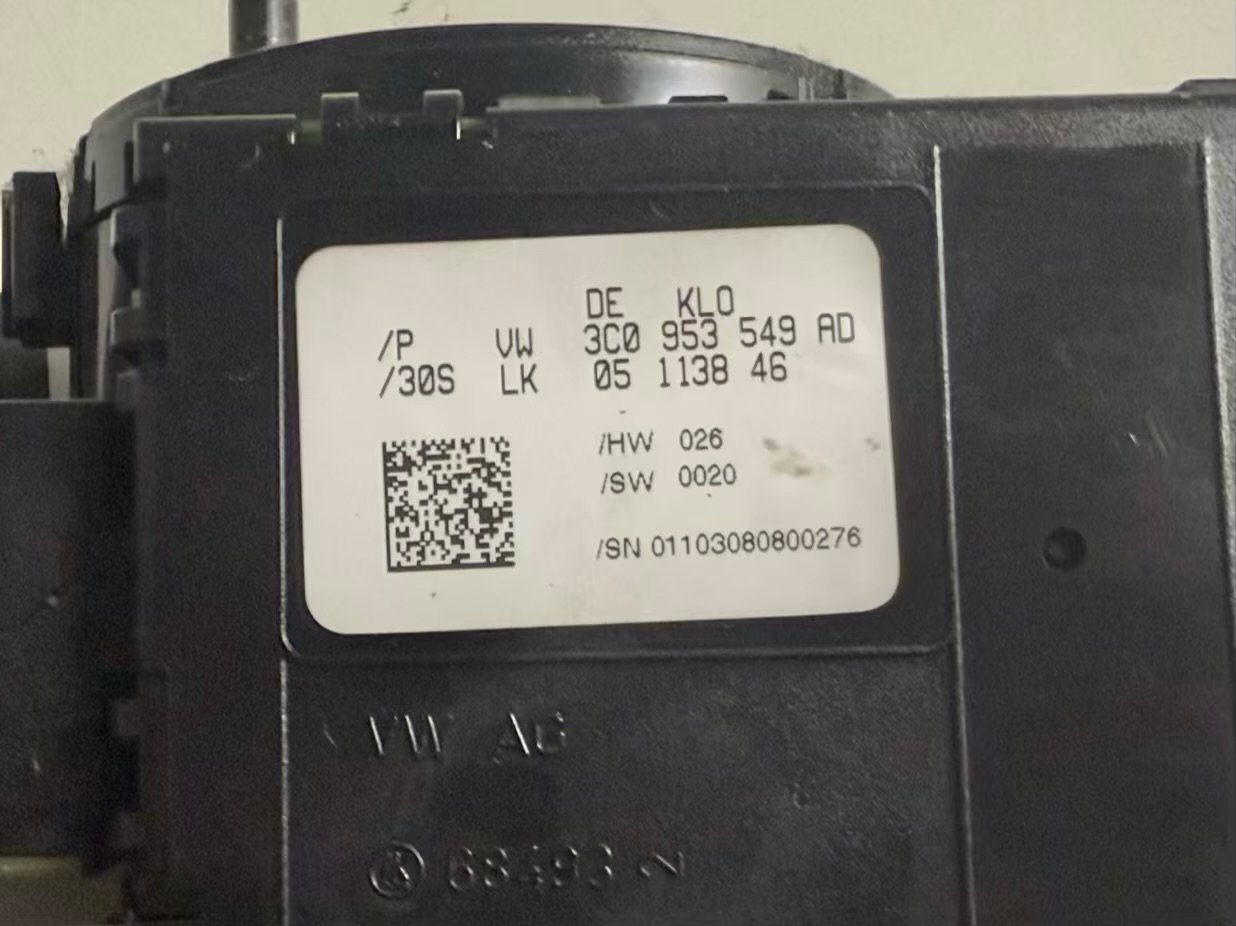 DE KLO
/P VW 3C0 953 549 AD
/30S LK 05 1138 46
/HW 026
/SW 0020
/SN 01103080800276
VW AG
68493